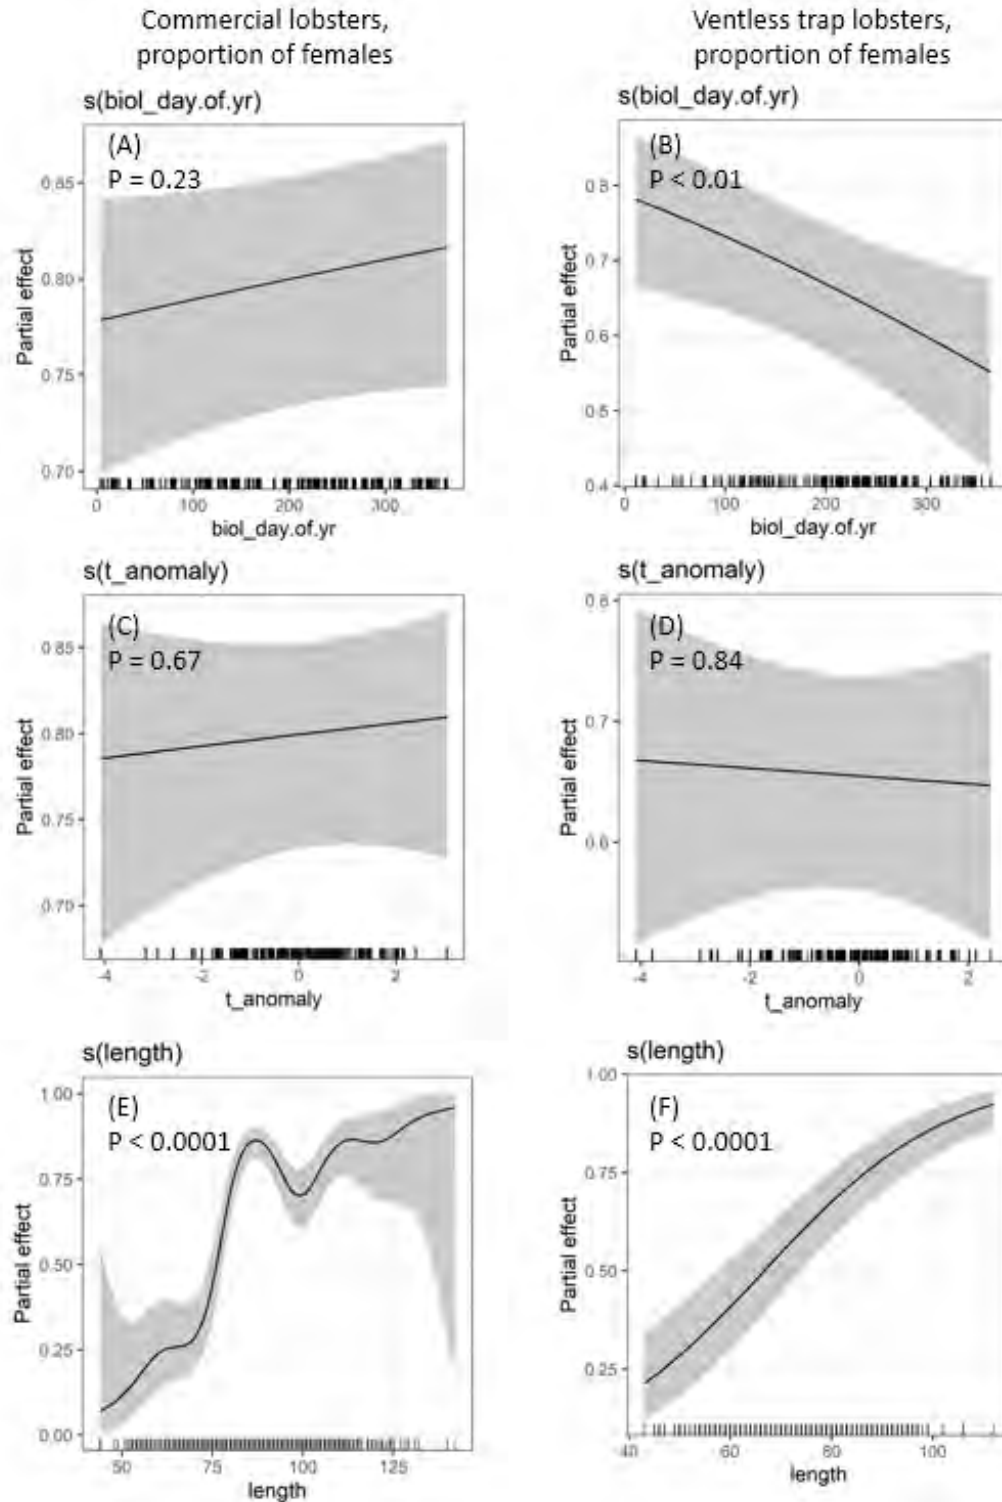 Commercial lobsters,
proportion of females
Ventless trap lobsters,
proportion of females
s(biol_day.of.yr)
(A)
P = 0.23
Partial effect
0.85
0.80
0.75
0.70
0
100
200
300
biol_day.of.yr
s(biol_day.of.yr)
(B)
P < 0.01
Partial effect
0.8
0.7
0.6
0.5
0.4
0
100
200
300
biol_day.of.yr
s(t_anomaly)
(C)
P = 0.67
Partial effect
0.85
0.80
0.75
0.70
-4
-2
0
2
t_anomaly
s(t_anomaly)
(D)
P = 0.84
Partial effect
0.8
0.7
0.6
-4
-2
0
2
t_anomaly
s(length)
(E)
P < 0.0001
Partial effect
1.00
0.75
0.50
0.25
0.00
50
75
100
125
length
s(length)
(F)
P < 0.0001
Partial effect
1.00
0.75
0.50
0.25
40
60
80
100
length